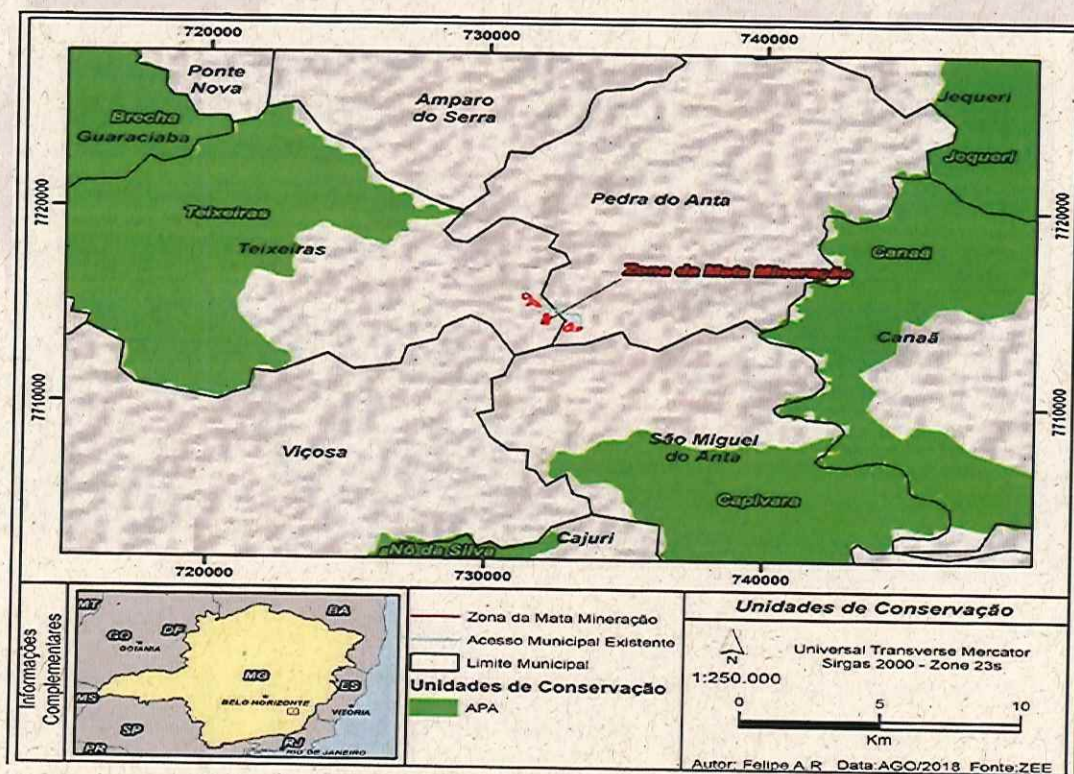 720000
730000
740000
Ponte
Nova
Amparo
do Serra
Jequeri
Brecha
Guaraciaba
Jequeri
7720000
Pedra do Anta
7720000
Teixeiras
Teixeiras
Canaã
Zona da Mata Mineração
Canaã
7710000
7710000
Viçosa
São Miguel
do Anta
Capivara
Nô da Silva
Cajuri
720000
730000
740000
Informações
Complementares
MT
BA
GO
DF
GOIANIA
MG
MS
BELO HORIZONTE
ES
VITÓRIA
SP
PR
RJ
RIO DE JANEIRO
Zona da Mata Mineração
Acesso Municipal Existente
Limite Municipal
Unidades de Conservação
APA
Unidades de Conservação
N
Universal Transverse Mercator
Sirgas 2000 - Zone 23s
1:250.000
0 5 10
Km
Autor: Felipe A.R Data:AGO/2018 Fonte:ZEE